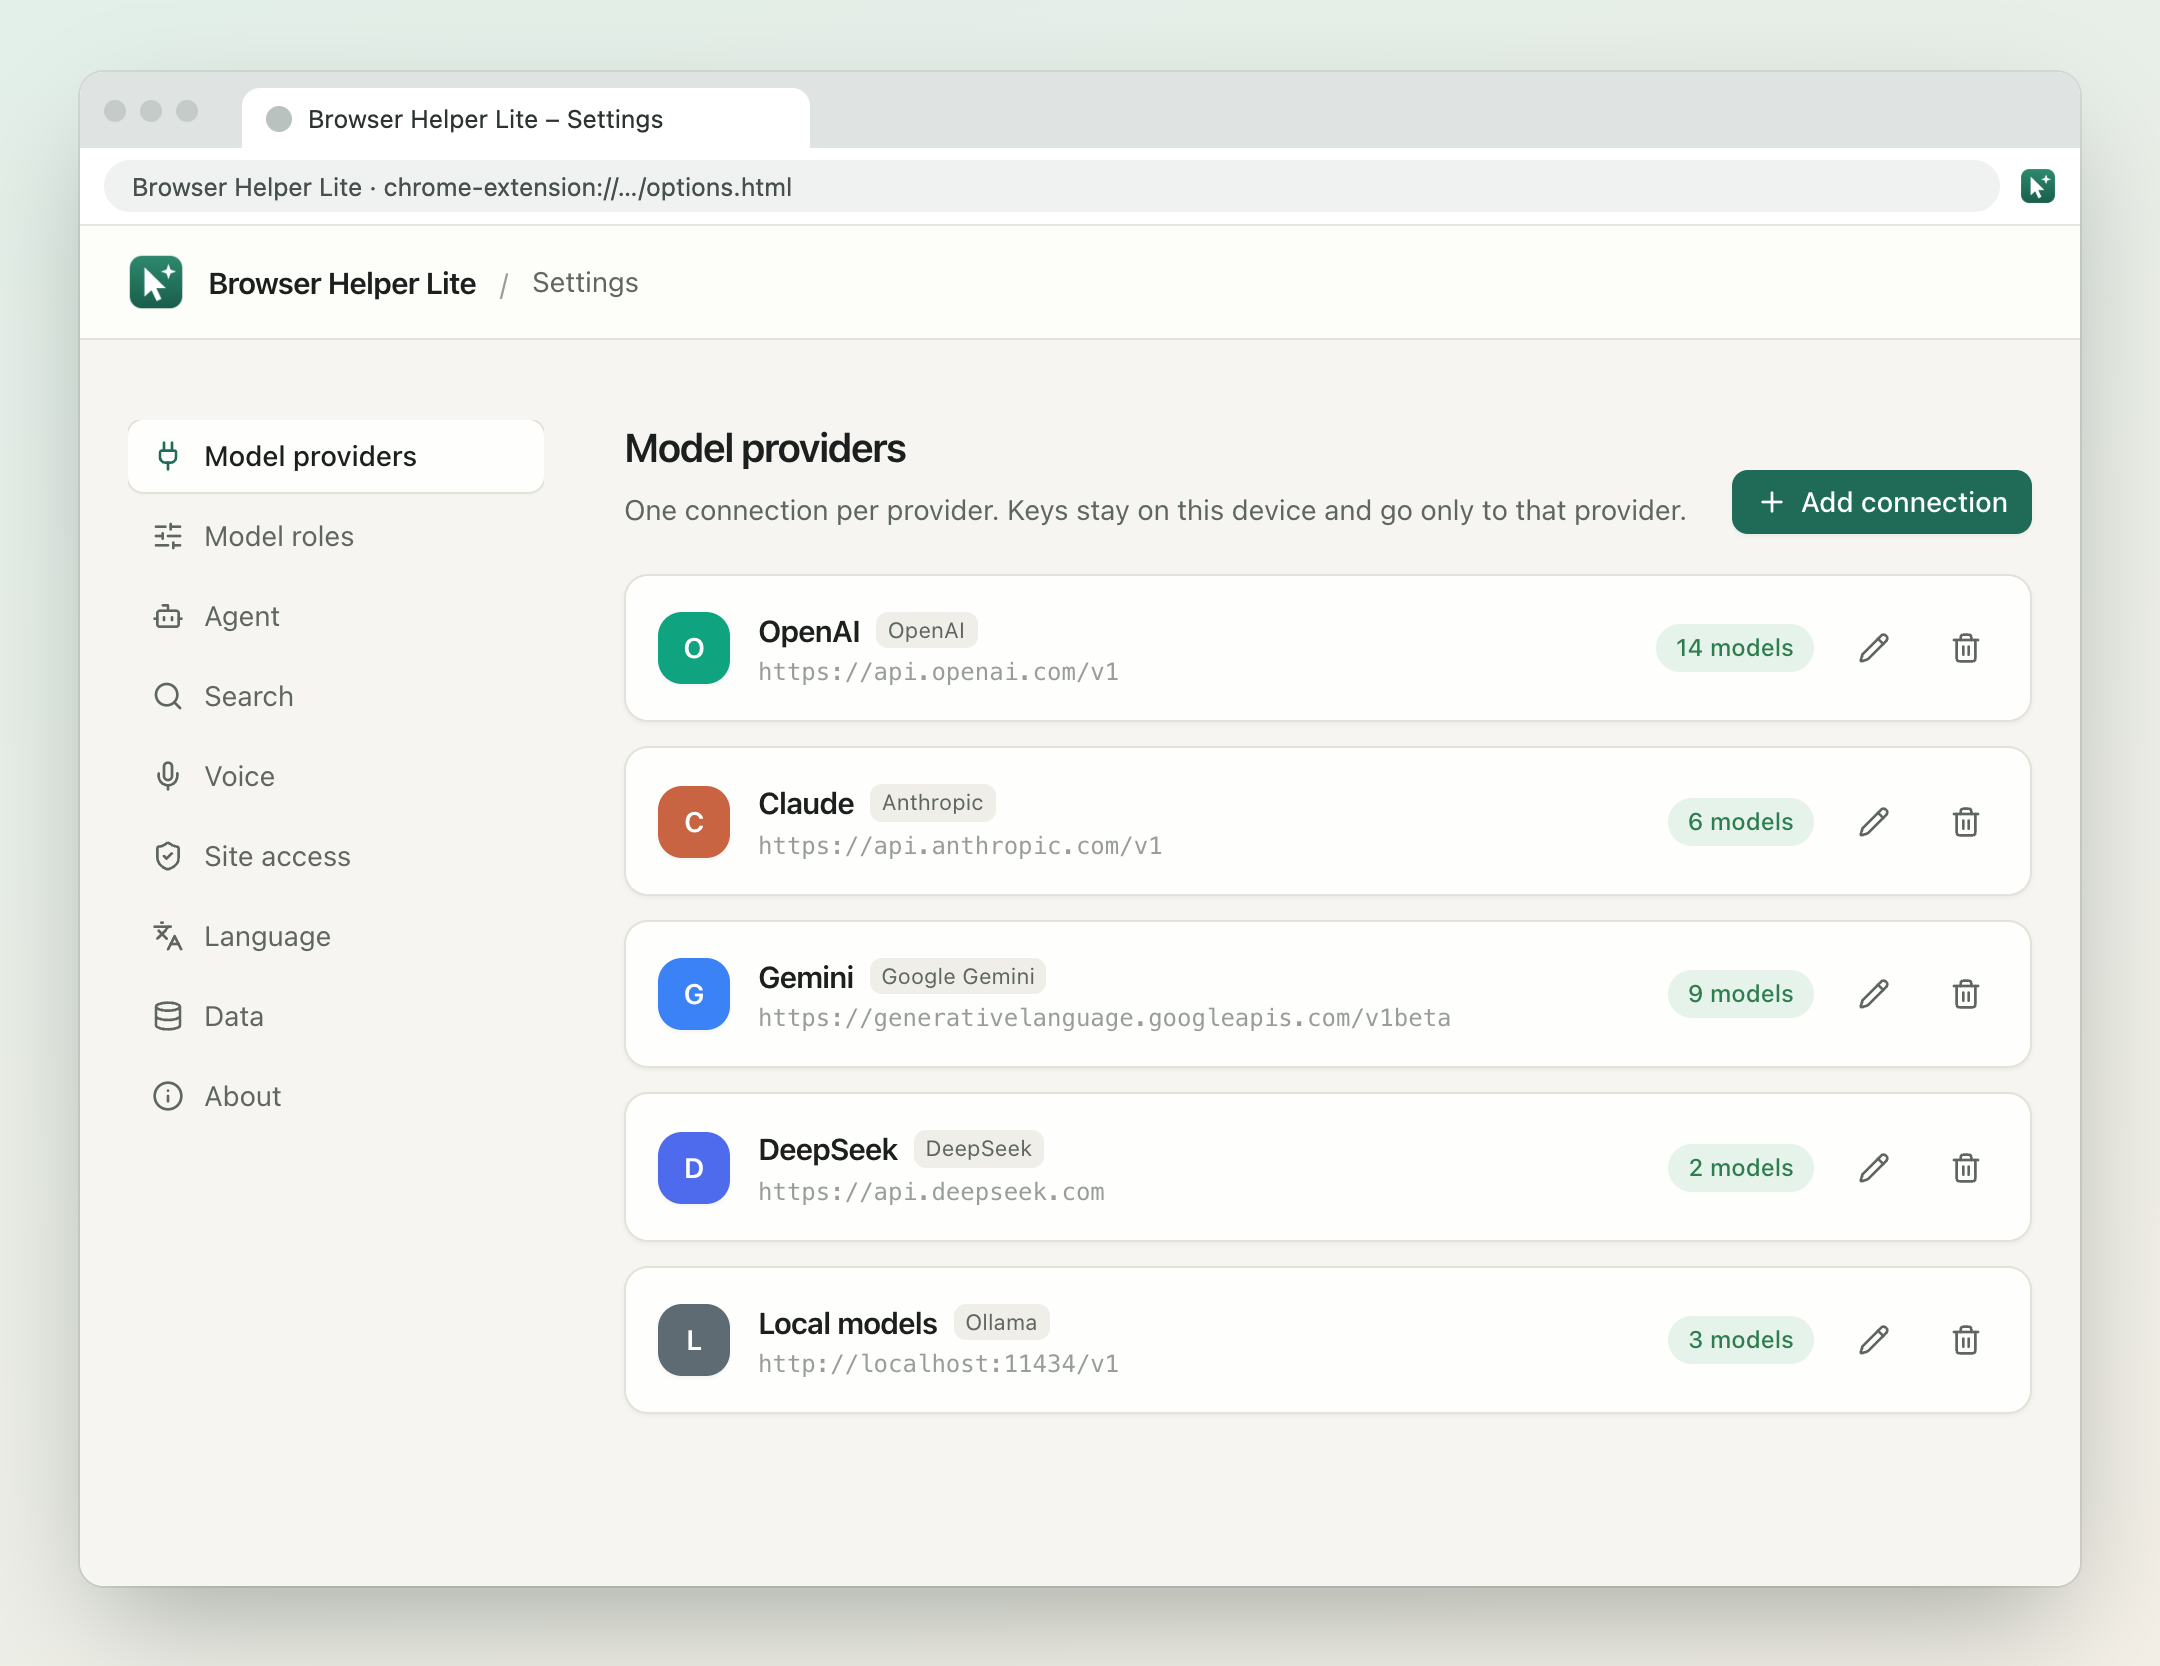 Browser Helper Lite – Settings
Browser Helper Lite · chrome-extension://.../options.html
Browser Helper Lite / Settings
Model providers
Model roles
Agent
Search
Voice
Site access
Language
Data
About
Model providers
One connection per provider. Keys stay on this device and go only to that provider.
+ Add connection
O OpenAI OpenAI
https://api.openai.com/v1
14 models
C Claude Anthropic
https://api.anthropic.com/v1
6 models
G Gemini Google Gemini
https://generativelanguage.googleapis.com/v1beta
9 models
D DeepSeek DeepSeek
https://api.deepseek.com
2 models
L Local models Ollama
http://localhost:11434/v1
3 models